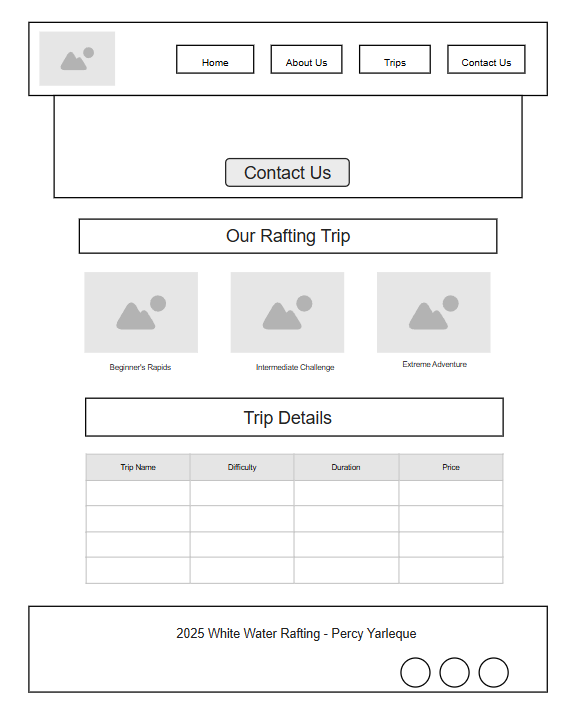 Home
About Us
Trips
Contact Us
Contact Us
Our Rafting Trip
Beginner's Rapids
Intermediate Challenge
Extreme Adventure
Trip Details
Trip Name
Difficulty
Duration
Price
2025 White Water Rafting - Percy Yarleque